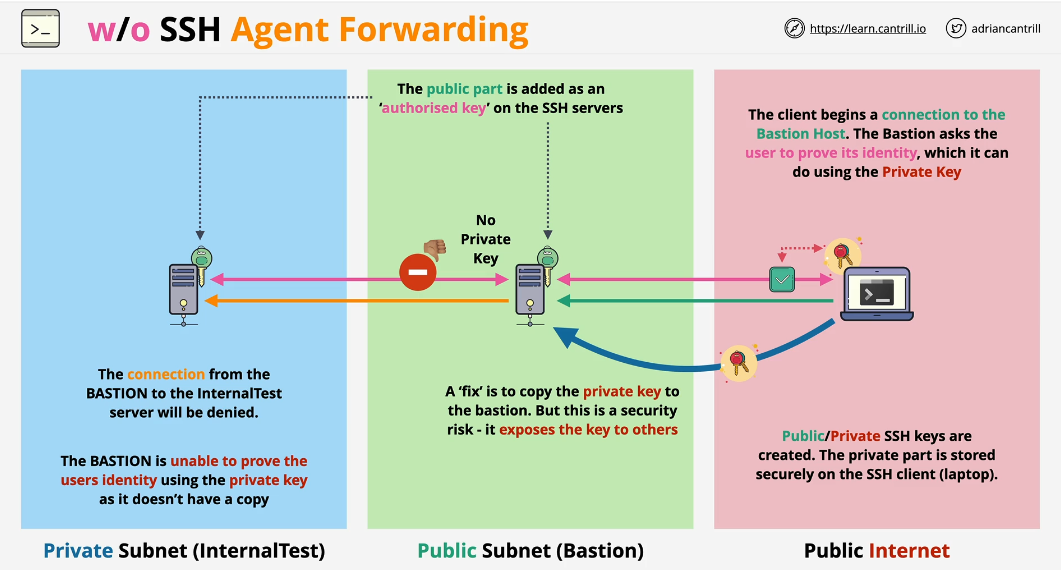 >_
w/o SSH Agent Forwarding
https://learn.cantrill.io
adriancantrill
The public part is added as an
‘authorised key’ on the SSH servers
The client begins a connection to the
Bastion Host. The Bastion asks the
user to prove its identity, which it can
do using the Private Key
No
Private
Key
The connection from the
BASTION to the InternalTest
server will be denied.
The BASTION is unable to prove the
users identity using the private key
as it doesn’t have a copy
A ‘fix’ is to copy the private key to
the bastion. But this is a security
risk - it exposes the key to others
Public/Private SSH keys are
created. The private part is stored
securely on the SSH client (laptop).
Private Subnet (InternalTest)
Public Subnet (Bastion)
Public Internet